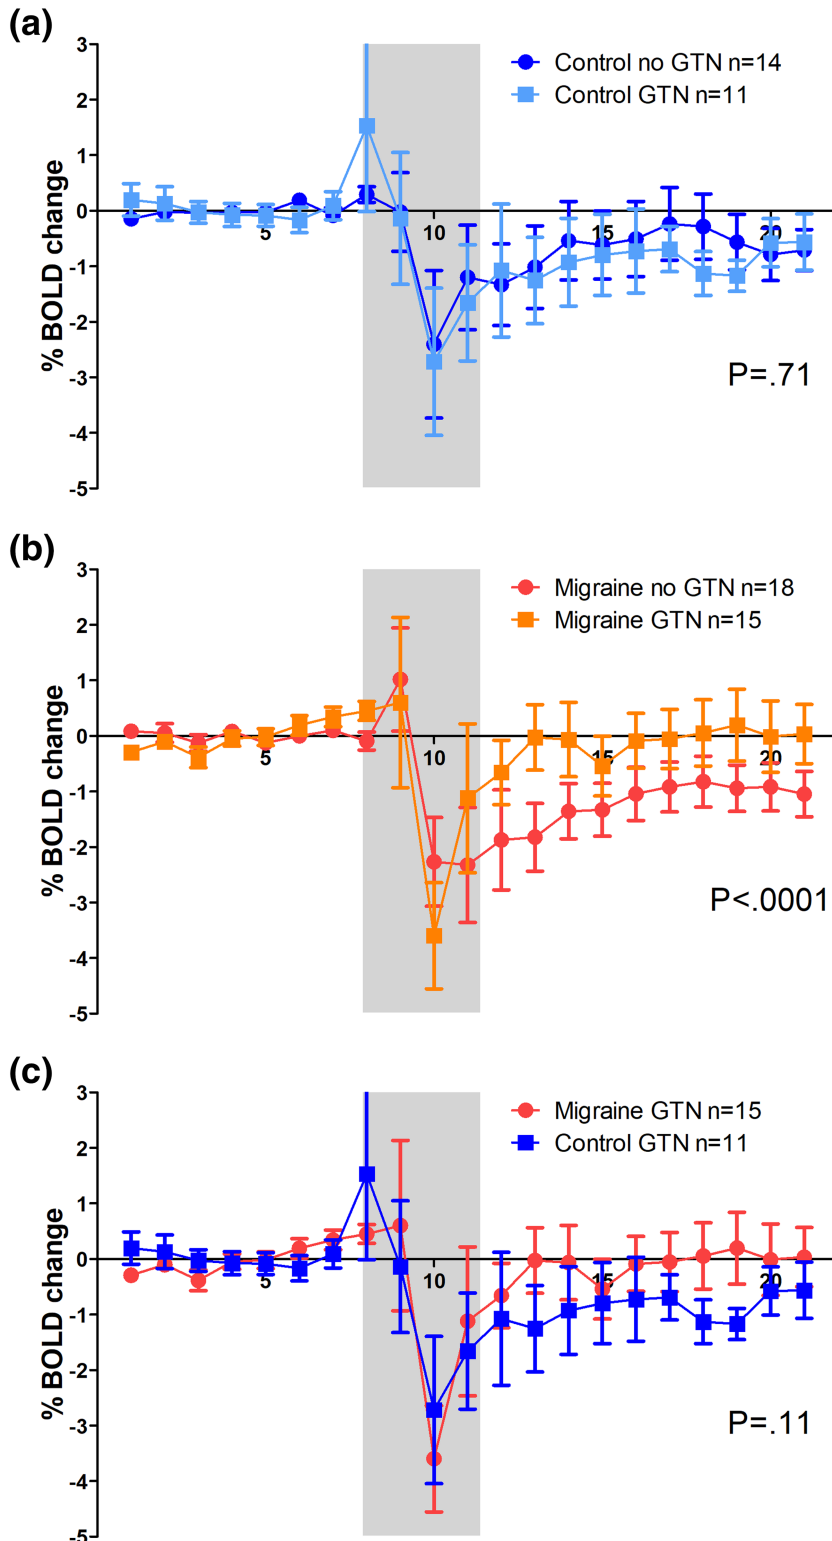 (a)
3
2
1
0
-1
-2
-3
-4
-5
% BOLD change
5
10
15
20
Control no GTN n=14
Control GTN n=11
P=.71
(b)
3
2
1
0
-1
-2
-3
-4
-5
% BOLD change
5
10
15
20
Migraine no GTN n=18
Migraine GTN n=15
P<.0001
(c)
3
2
1
0
-1
-2
-3
-4
-5
% BOLD change
5
10
15
20
Migraine GTN n=15
Control GTN n=11
P=.11